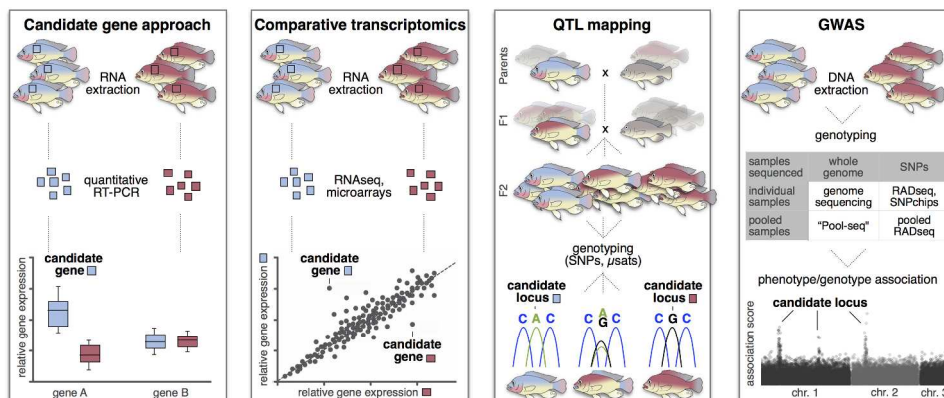 Candidate gene approach
RNA
extraction
quantitative
RT-PCR
candidate
gene
relative gene expression
gene A
gene B
Comparative transcriptomics
RNA
extraction
RNAseq,
microarrays
candidate
gene
candidate
gene
relative gene expression
relative gene expression
QTL mapping
Parents
x
F1
x
F2
genotyping
(SNPs, µsats)
candidate
locus
candidate
locus
C A C
C A C
G
C G C
GWAS
DNA
extraction
genotyping
samples
sequenced
whole
genome
SNPs
individual
samples
genome
sequencing
RADseq,
SNPchips
pooled
samples
"Pool-seq"
pooled
RADseq
phenotype/genotype association
candidate locus
association score
chr. 1
chr. 2
chr. 3